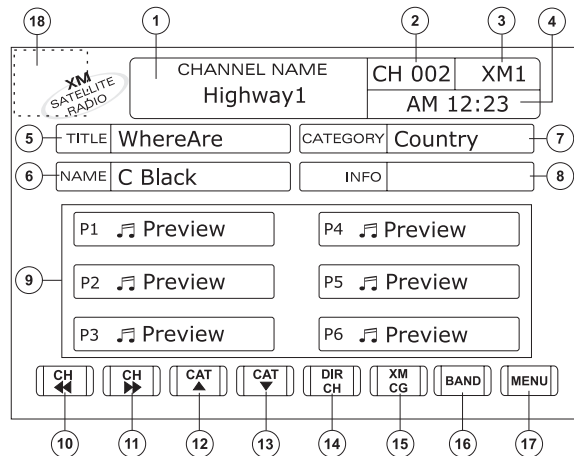 18 1 2 3 4
XM
SATELLITE
RADIO
CHANNEL NAME
Highway1
CH 002 XM1
AM 12:23
5 TITLE WhereAre CATEGORY Country 7
6 NAME C Black INFO 8
9
P1 ♫ Preview P4 ♫ Preview
P2 ♫ Preview P5 ♫ Preview
P3 ♫ Preview P6 ♫ Preview
CH ◀◀ CH ▶▶ CAT ▲ CAT ▼ DIR CH XM CG BAND MENU
10 11 12 13 14 15 16 17